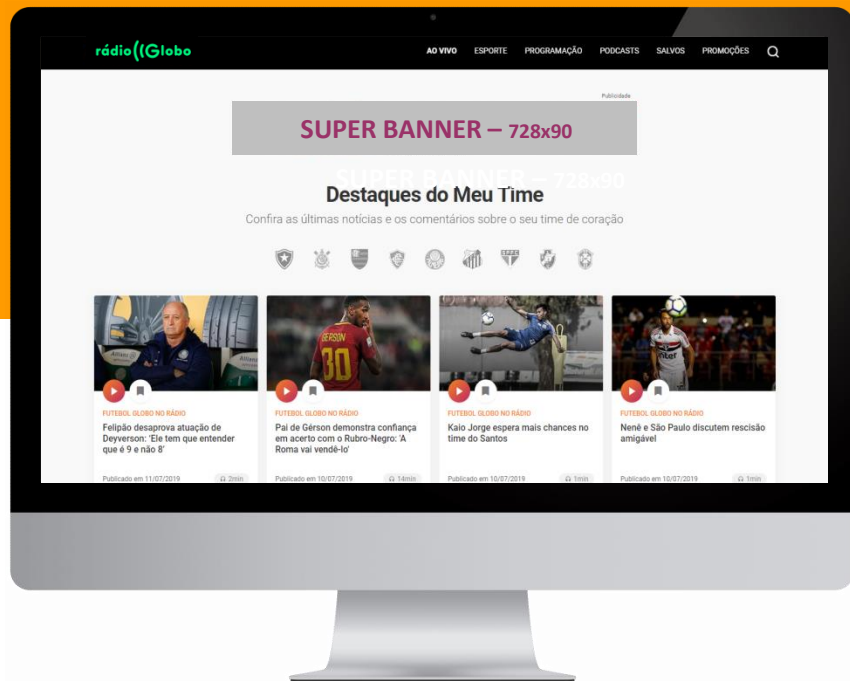 rádio((Globo
AO VIVO ESPORTE PROGRAMAÇÃO PODCASTS SALVOS PROMOÇÕES
Publicidade
SUPER BANNER – 728x90
SUPER BANNER – 728x90
Destaques do Meu Time
Confira as últimas notícias e os comentários sobre o seu time de coração
SPFC
Allianz
GERSON
30
inter
FUTEBOL GLOBO NO RÁDIO
Felipão desaprova atuação de
Deyverson: 'Ele tem que entender
que é 9 e não 8'
Publicado em 11/07/2019 2min
FUTEBOL GLOBO NO RÁDIO
Pai de Gérson demonstra confiança
em acerto com o Rubro-Negro: 'A
Roma vai vendê-lo'
Publicado em 10/07/2019 14min
FUTEBOL GLOBO NO RÁDIO
Kaio Jorge espera mais chances no
time do Santos
Publicado em 10/07/2019 1min
FUTEBOL GLOBO NO RÁDIO
Nenê e São Paulo discutem rescisão
amigável
Publicado em 10/07/2019 1min